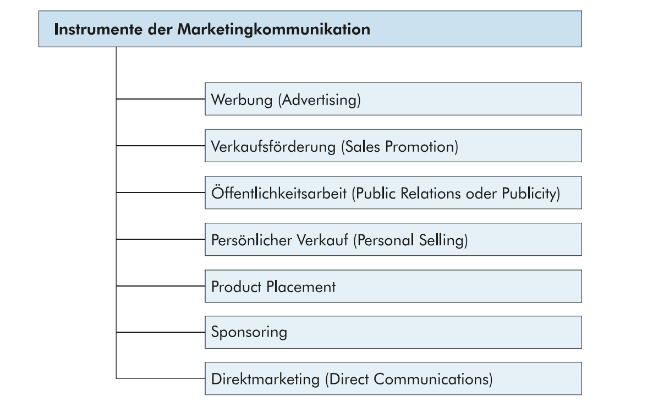 Instrumente der Marketingkommunikation
Werbung (Advertising)
Verkaufsförderung (Sales Promotion)
Öffentlichkeitsarbeit (Public Relations oder Publicity)
Persönlicher Verkauf (Personal Selling)
Product Placement
Sponsoring
Direktmarketing (Direct Communications)